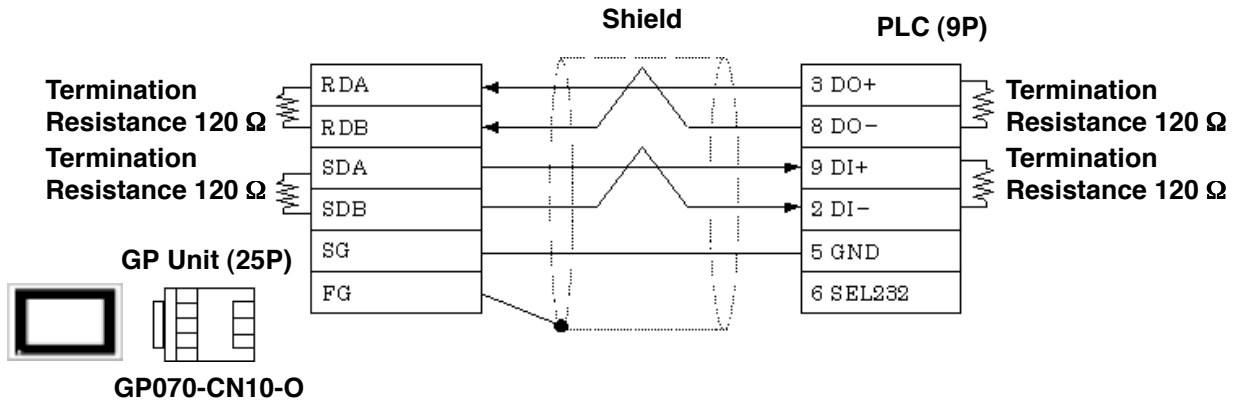 Shield
PLC (9P)
Termination
Resistance 120 Ω
Termination
Resistance 120 Ω
RDA
RDB
SDA
SDB
SG
FG
3 DO+
8 DO−
9 DI+
2 DI−
5 GND
6 SEL232
Termination
Resistance 120 Ω
Termination
Resistance 120 Ω
GP Unit (25P)
GP070-CN10-O